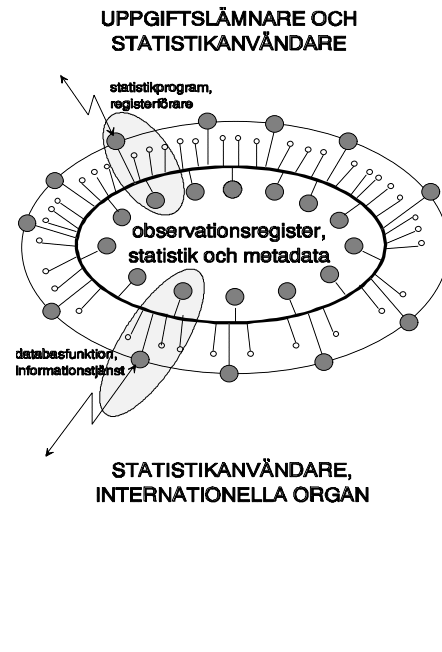 UPPGIFTSLÄMNARE OCH
STATISTIKANVÄNDARE
statistikprogram,
registerförare
observationsregister,
statistik och metadata
databasfunktion,
informationstjänst
STATISTIKANVÄNDARE,
INTERNATIONELLA ORGAN